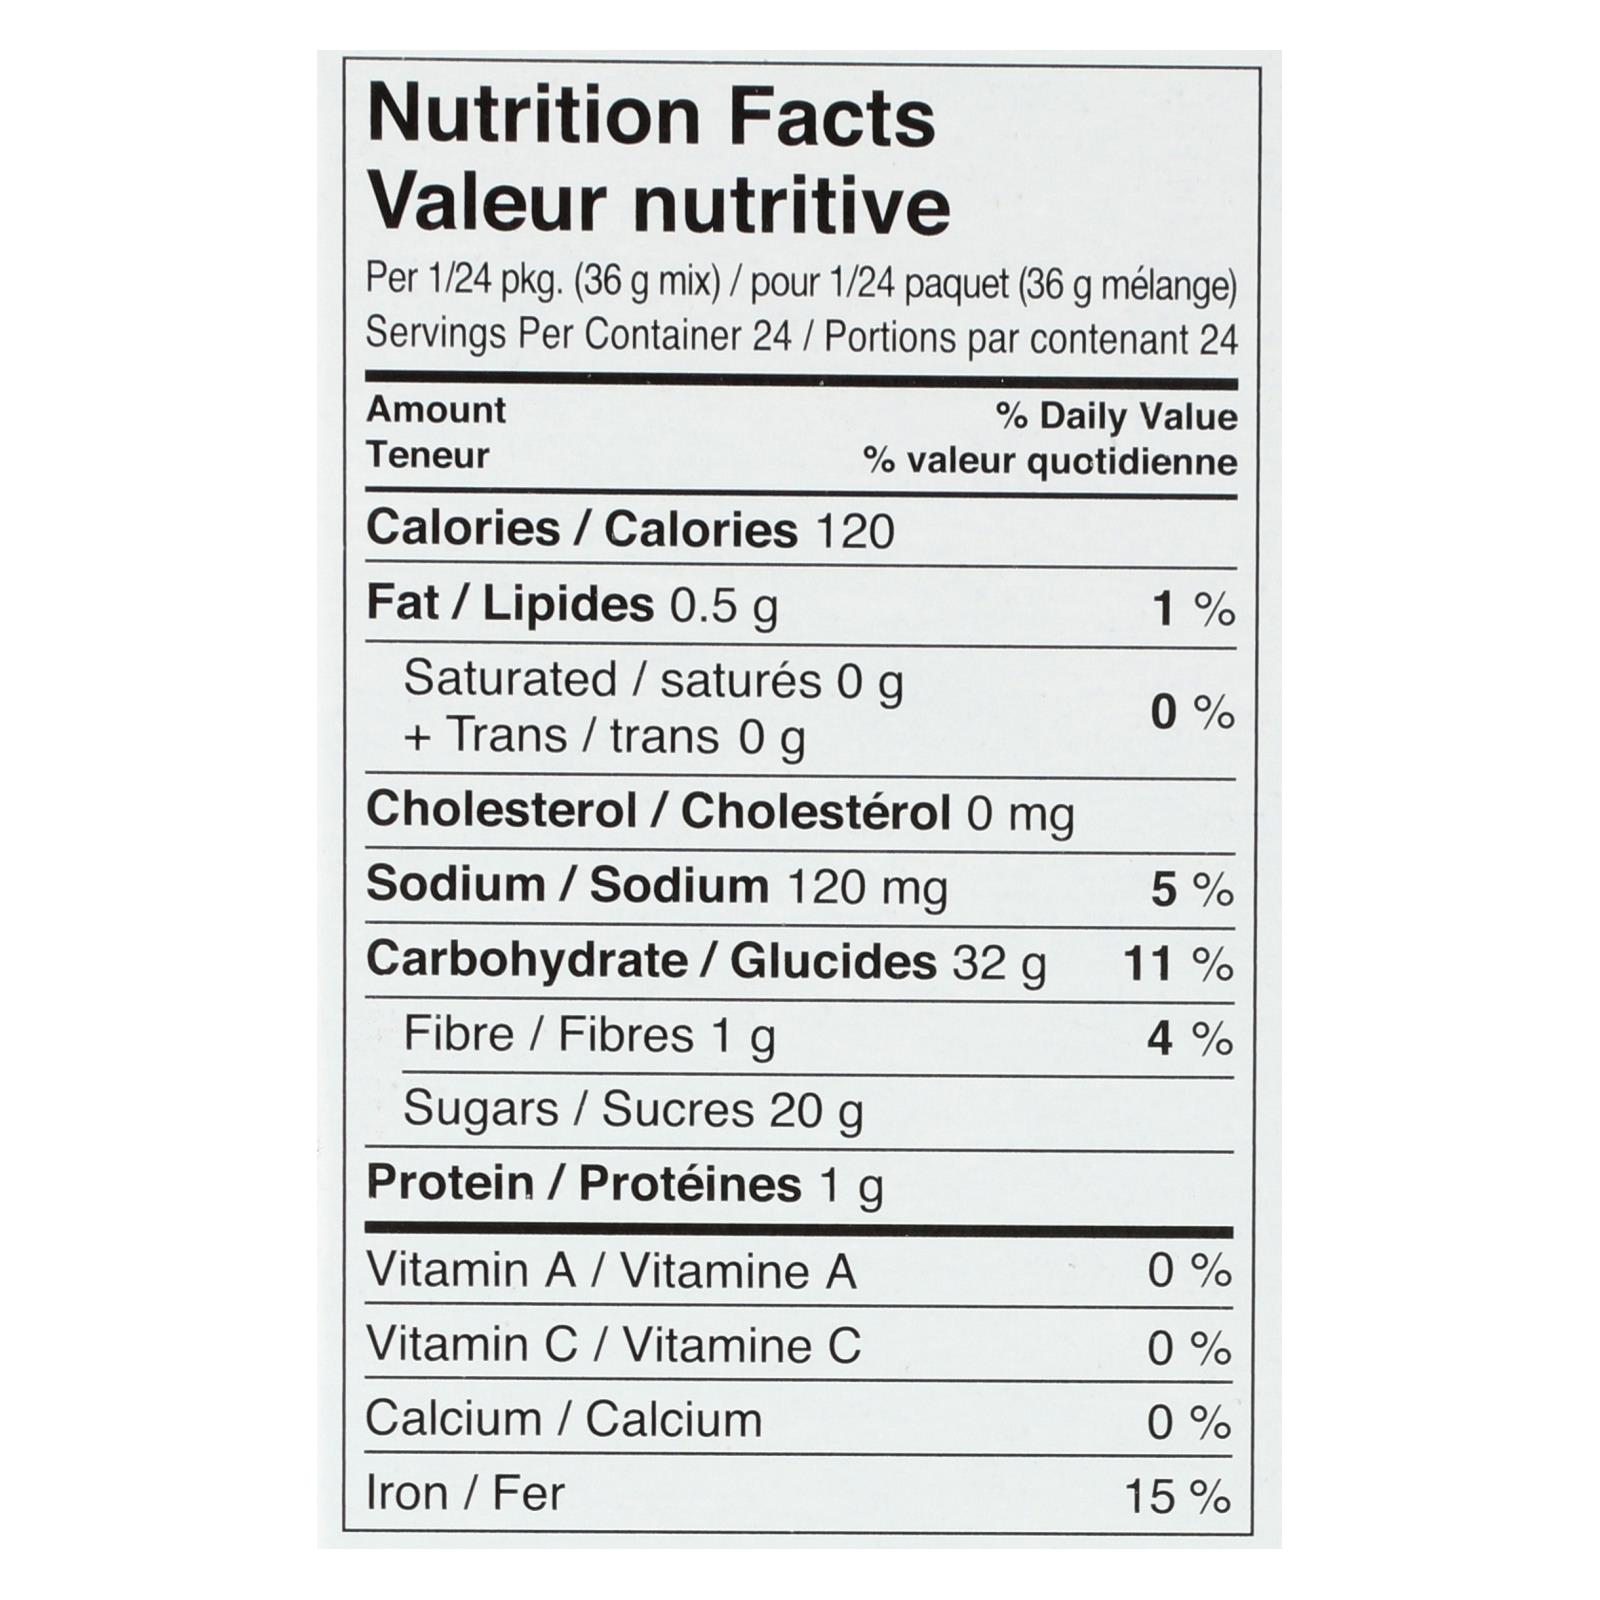 Nutrition Facts
Valeur nutritive
Per 1/24 pkg. (36 g mix) / pour 1/24 paquet (36 g mélange)
Servings Per Container 24 / Portions par contenant 24
Amount % Daily Value
Teneur % valeur quotidienne
Calories / Calories 120
Fat / Lipides 0.5 g 1 %
Saturated / saturés 0 g
+ Trans / trans 0 g 0 %
Cholesterol / Cholestérol 0 mg
Sodium / Sodium 120 mg 5 %
Carbohydrate / Glucides 32 g 11 %
Fibre / Fibres 1 g 4 %
Sugars / Sucres 20 g
Protein / Protéines 1 g
Vitamin A / Vitamine A 0 %
Vitamin C / Vitamine C 0 %
Calcium / Calcium 0 %
Iron / Fer 15 %